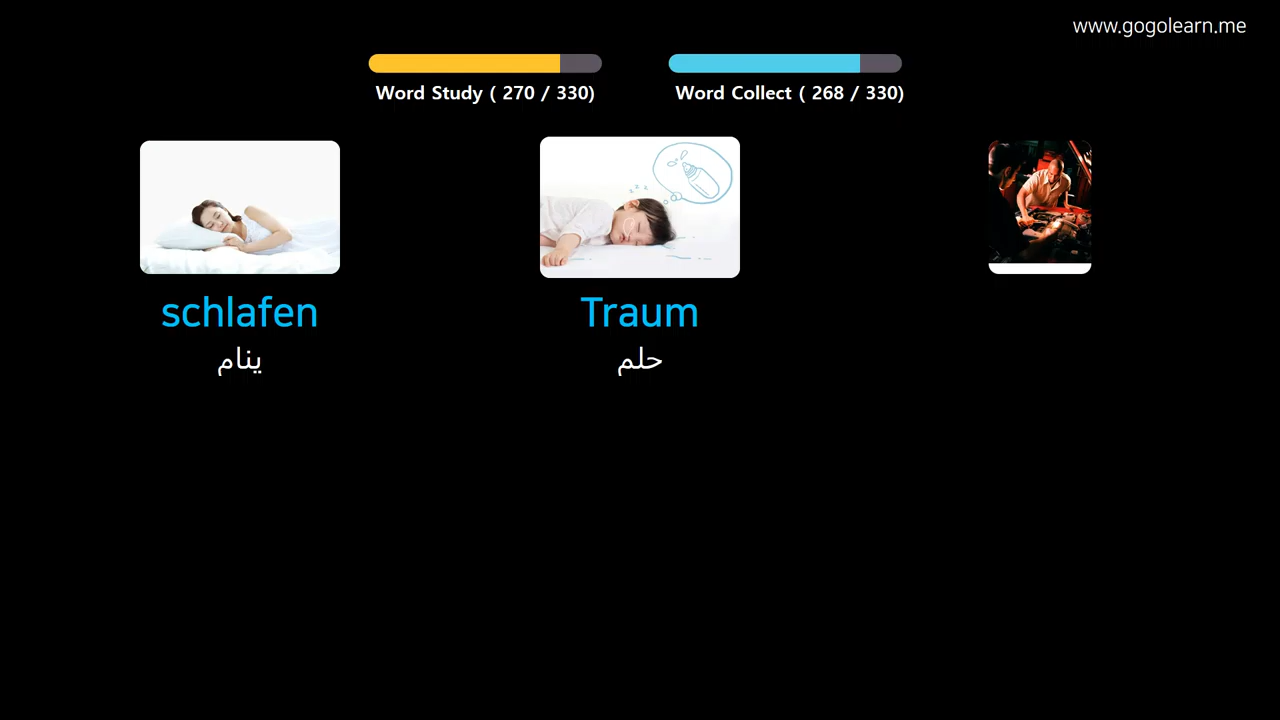 www.gogolearn.me
Word Study ( 270 / 330)
Word Collect ( 268 / 330)
schlafen
ينام
Traum
حلم